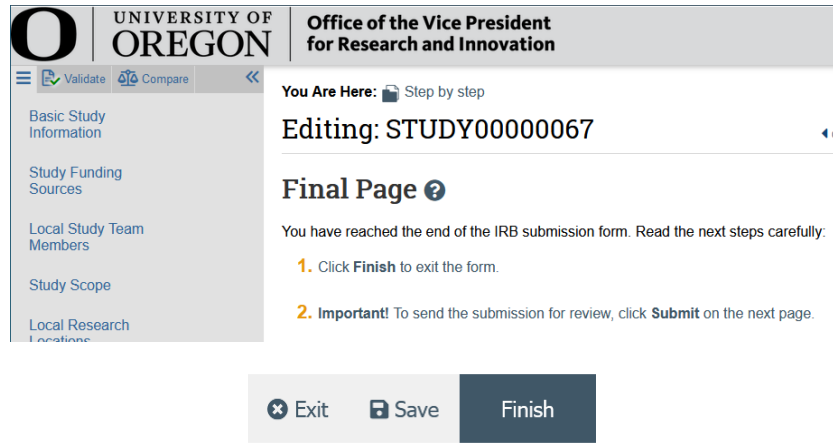 UNIVERSITY OF
OREGON
Office of the Vice President
for Research and Innovation
Validate
Compare
You Are Here: Step by step
Editing: STUDY00000067
Basic Study
Information
Study Funding
Sources
Local Study Team
Members
Study Scope
Local Research
Locations
Final Page
You have reached the end of the IRB submission form. Read the next steps carefully:
1. Click Finish to exit the form.
2. Important! To send the submission for review, click Submit on the next page.
Exit
Save
Finish